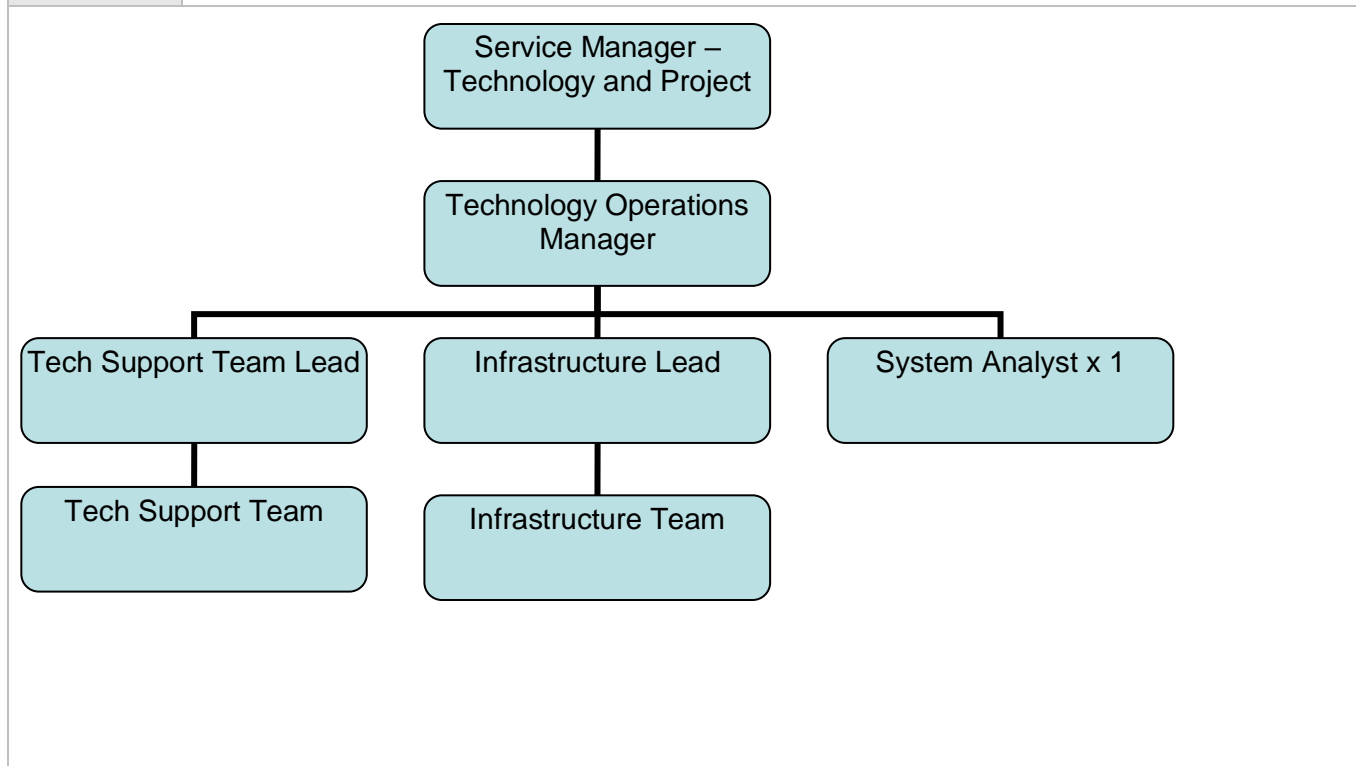 Service Manager –
Technology and Project
Technology Operations
Manager
Tech Support Team Lead
Infrastructure Lead
System Analyst x 1
Tech Support Team
Infrastructure Team